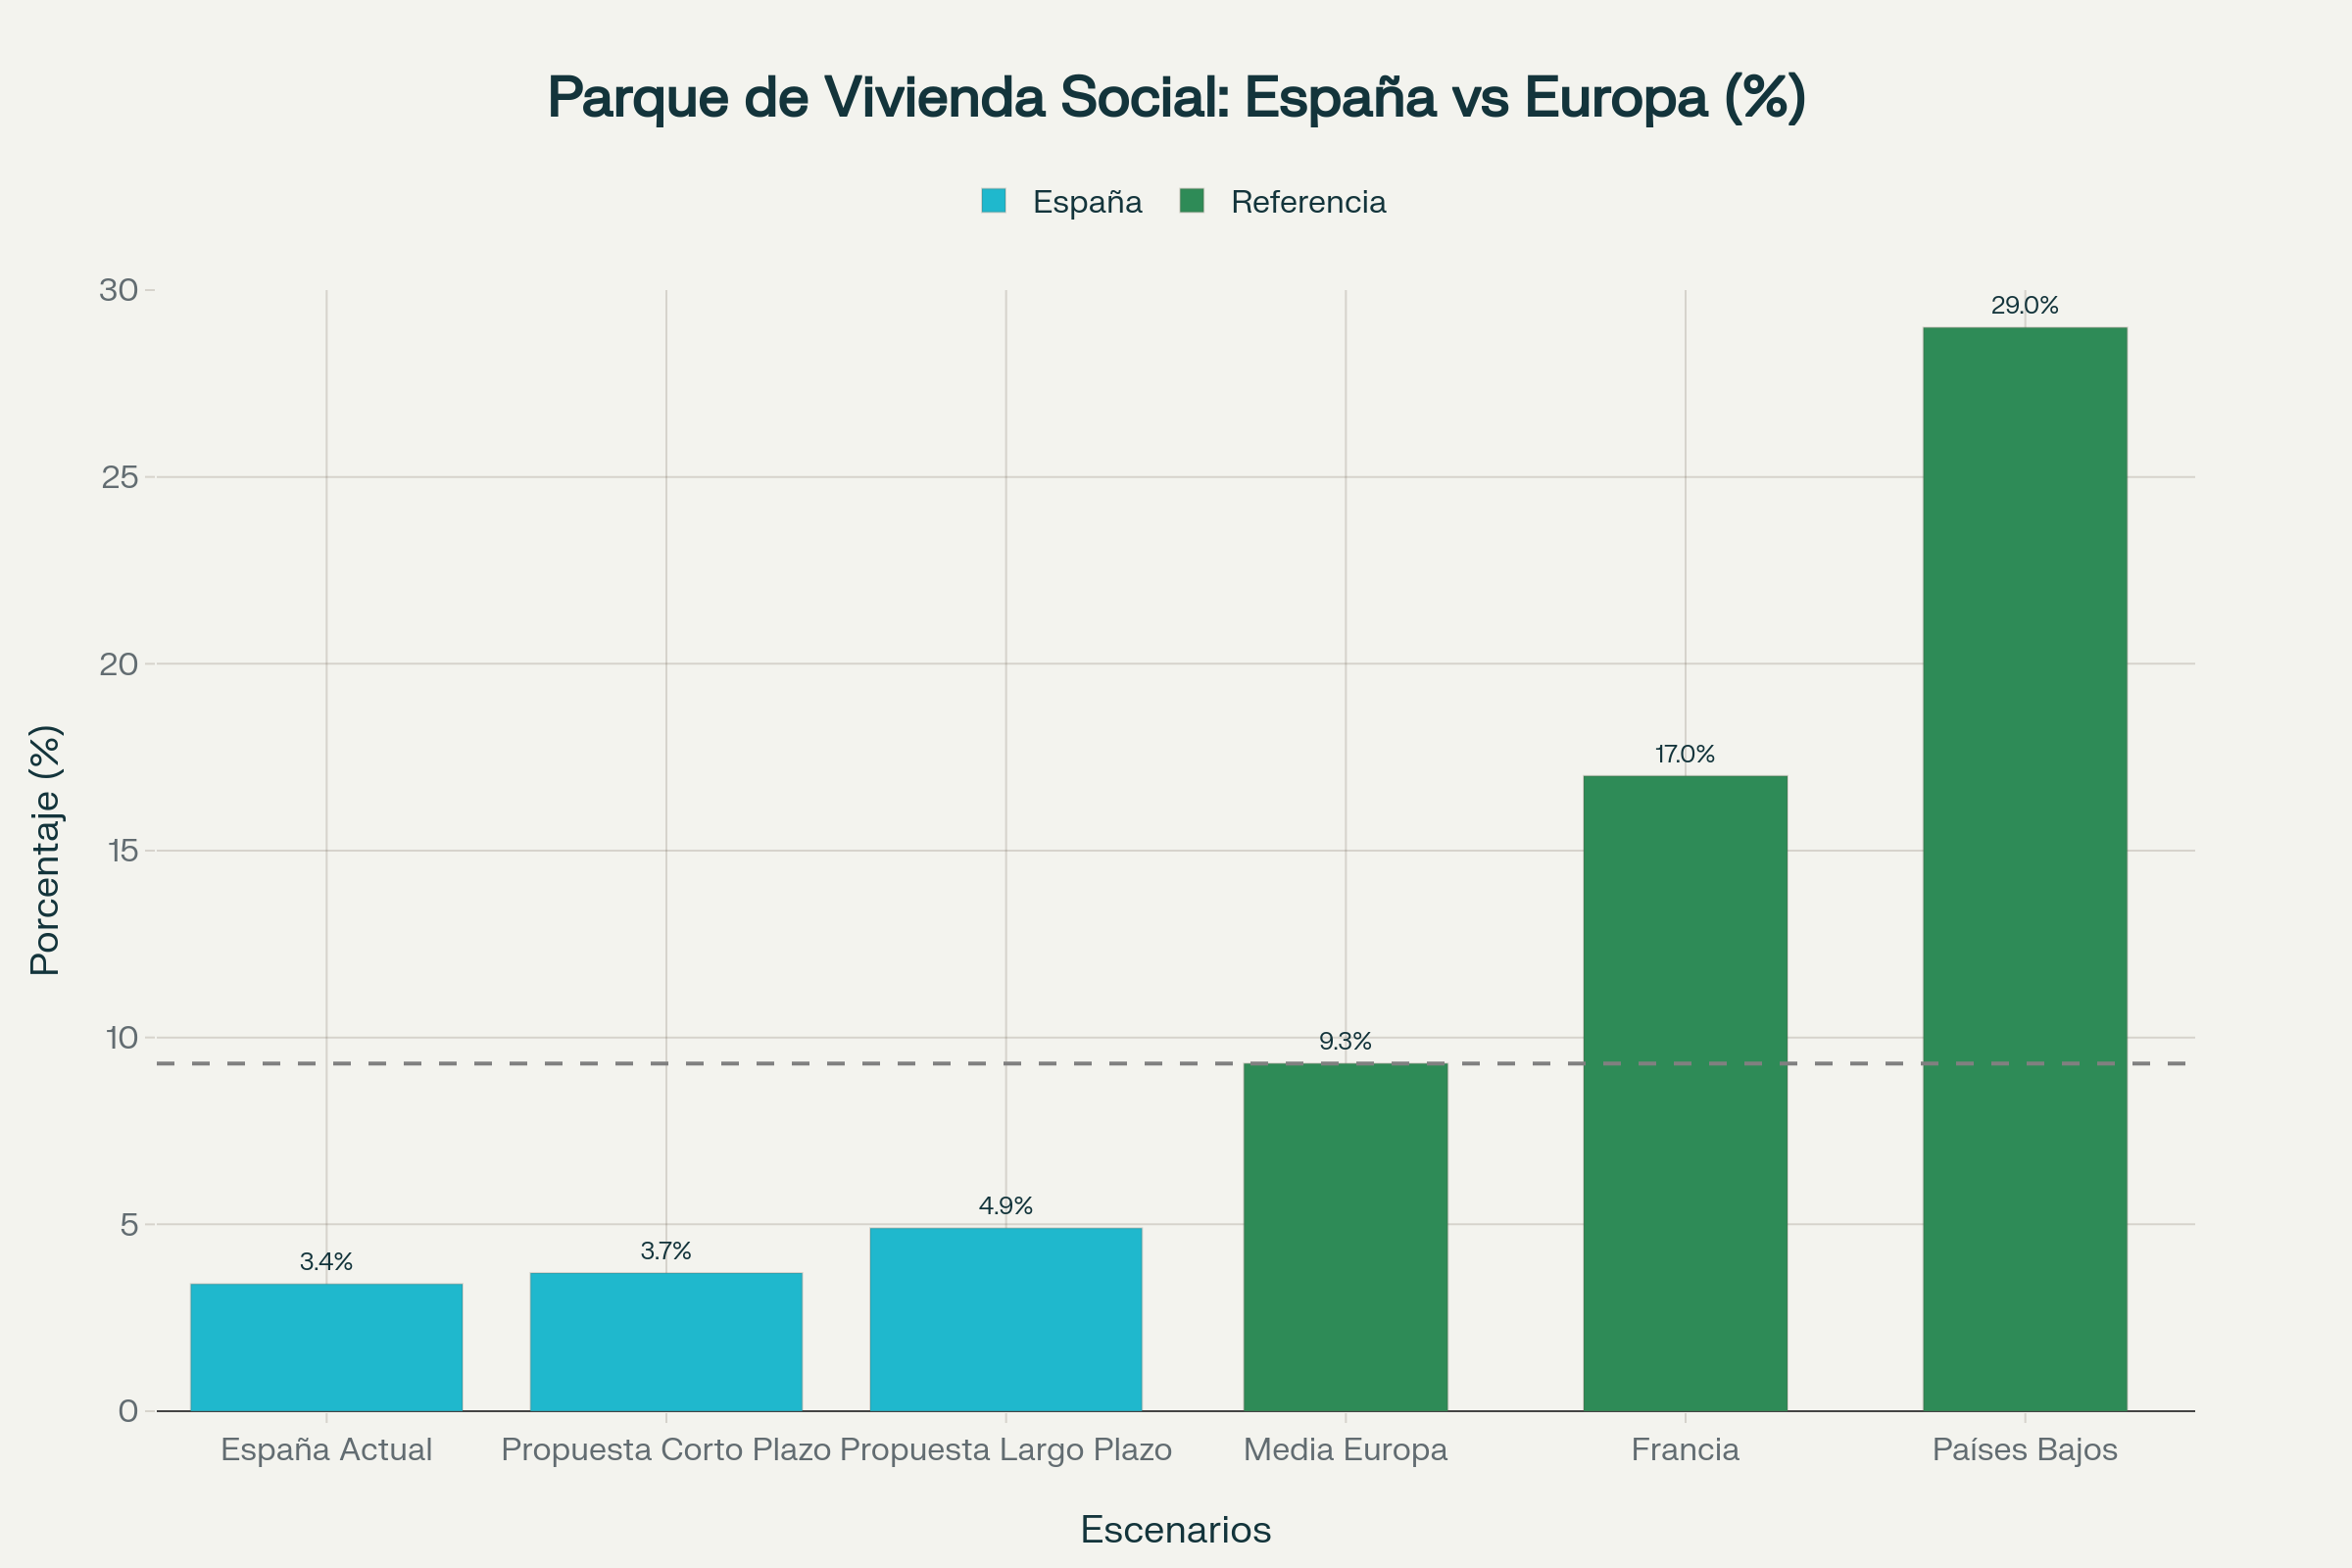 Parque de Vivienda Social: España vs Europa (%)
España
Referencia
Porcentaje (%)
30
25
20
15
10
5
0
3.4%
3.7%
4.9%
9.3%
17.0%
29.0%
España Actual
Propuesta Corto Plazo
Propuesta Largo Plazo
Media Europa
Francia
Países Bajos
Escenarios